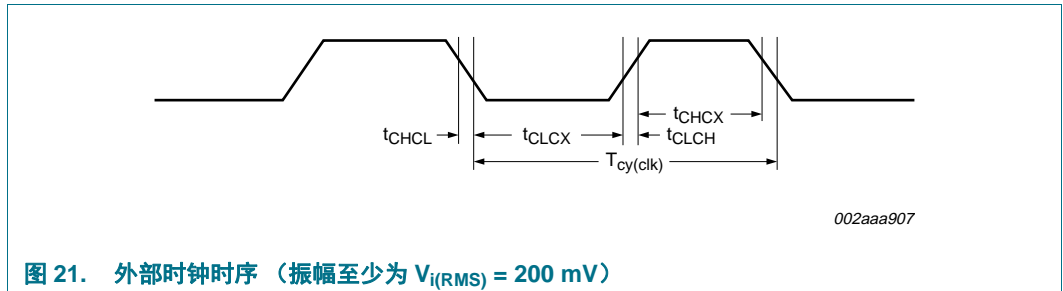 tCHCX
tCHCL tCLCX tCLCH
Tcy(clk)
002aaa907
图 21. 外部时钟时序 （振幅至少为 Vi(RMS) = 200 mV）